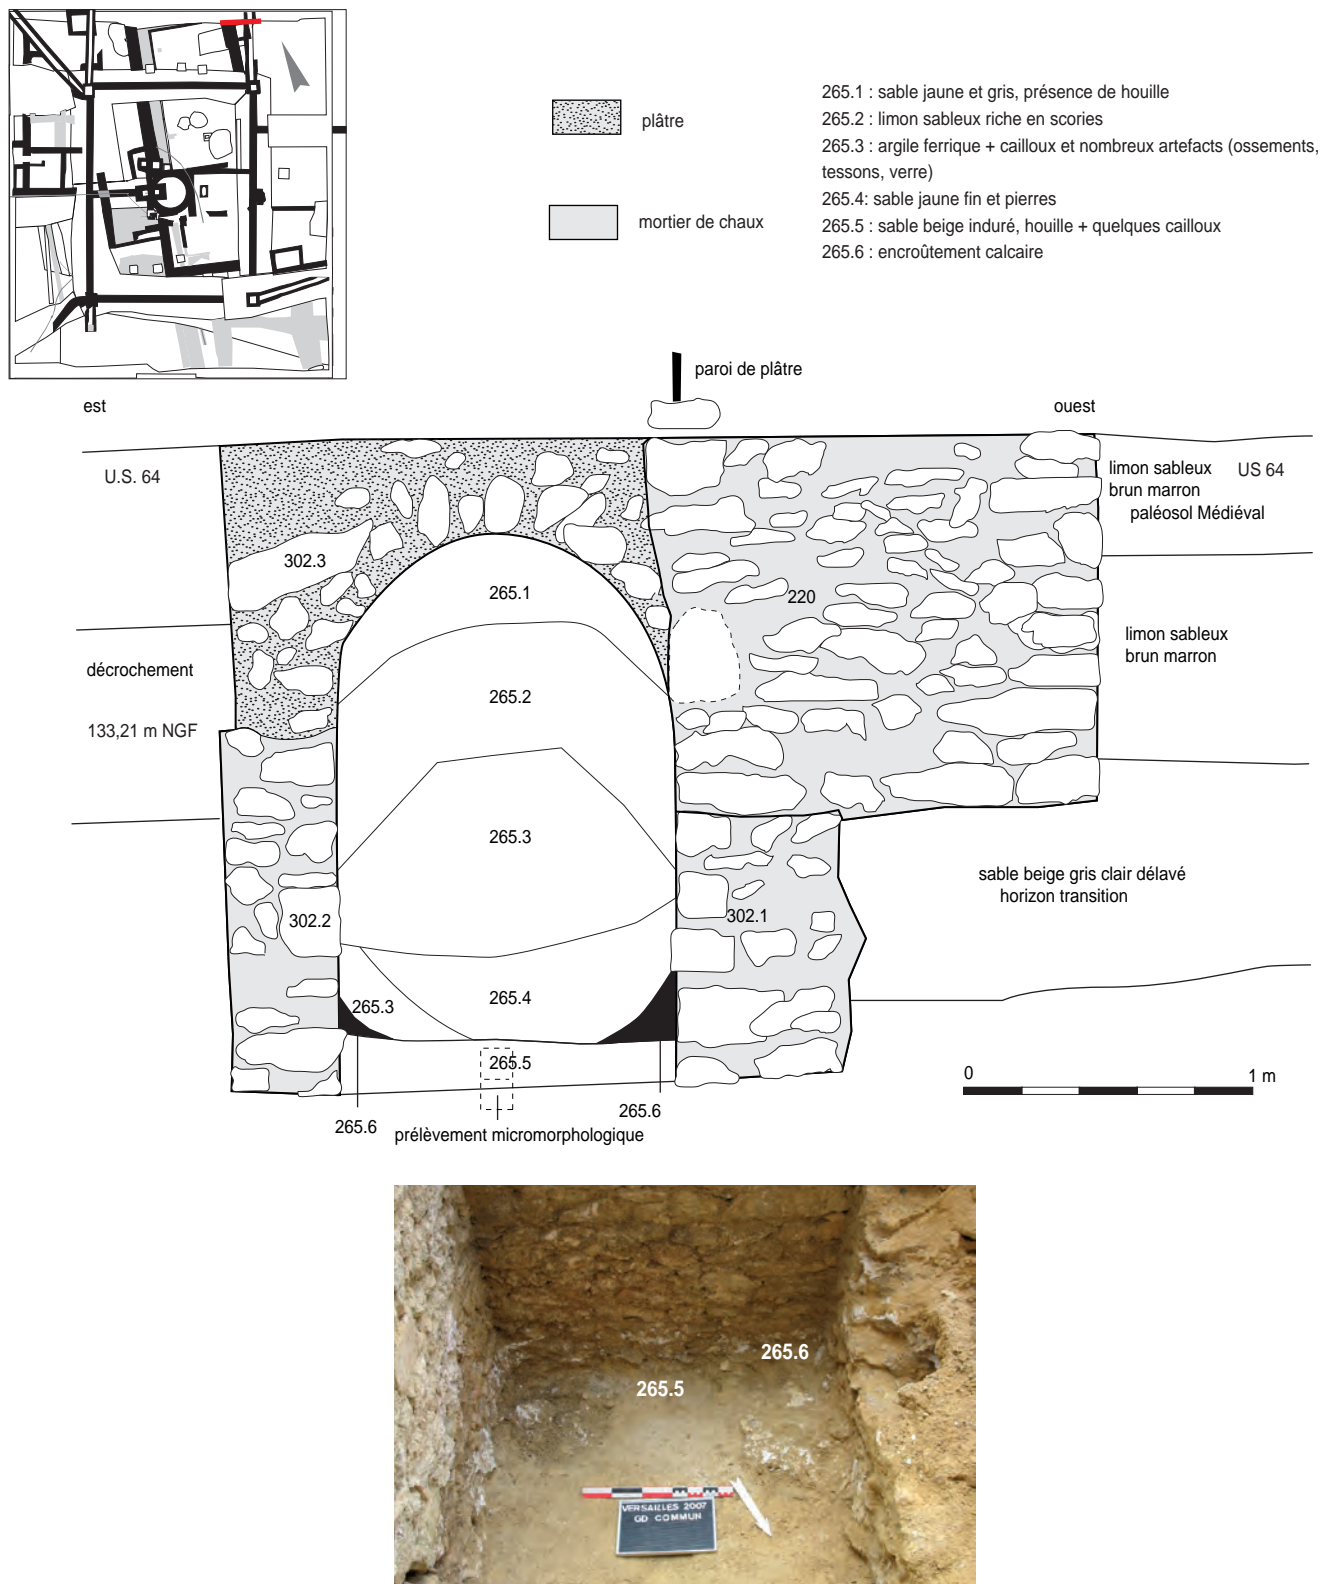 plâtre
mortier de chaux
265.1 : sable jaune et gris, présence de houille
265.2 : limon sableux riche en scories
265.3 : argile ferrique + cailloux et nombreux artefacts (ossements,
tessons, verre)
265.4: sable jaune fin et pierres
265.5 : sable beige induré, houille + quelques cailloux
265.6 : encroûtement calcaire
paroi de plâtre
est
ouest
U.S. 64
limon sableux
brun marron
US 64
paléosol Médiéval
302.3
265.1
220
limon sableux
brun marron
décrochement
265.2
133,21 m NGF
265.3
sable beige gris clair délavé
horizon transition
302.2
302.1
265.3
265.4
265.5
0
1 m
265.6
265.6
prélèvement micromorphologique
265.6
265.5
VERSAILLES 2007
GD COMMUN